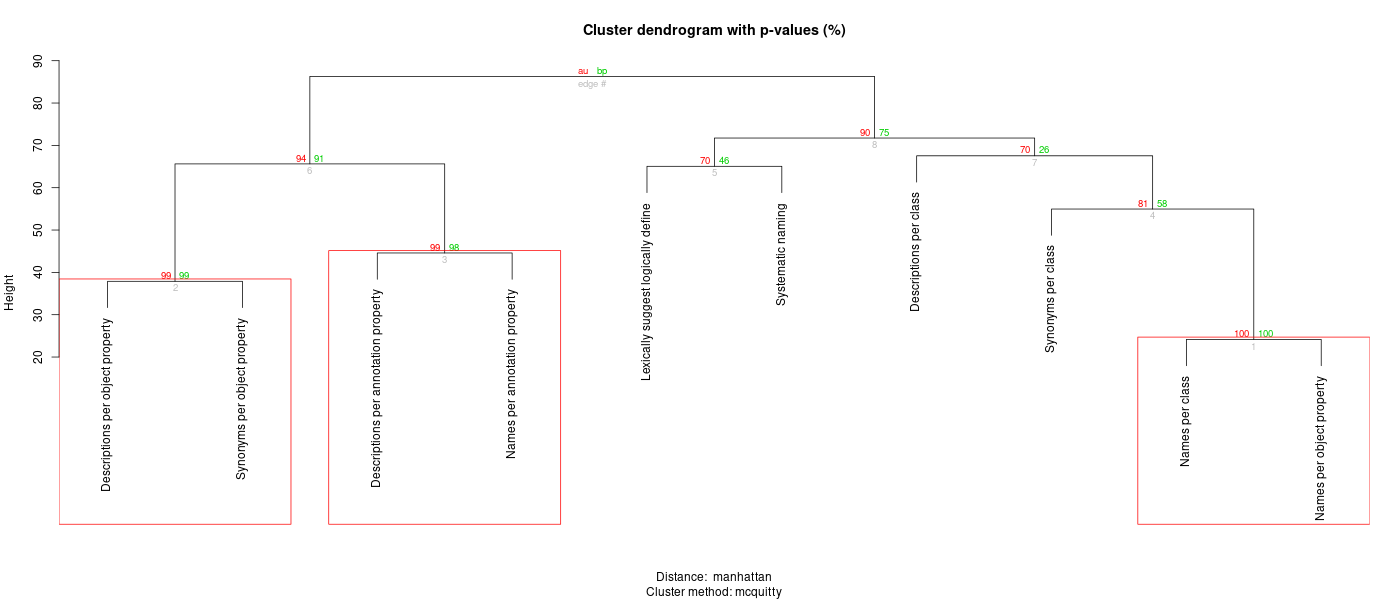 Cluster dendrogram with p-values (%)
Height
90
80
70
60
50
40
30
20
au bp
edge #
90 75
8
94 91
6
70 46
5
70 26
7
81 58
4
99 98
3
99 99
2
100 100
1
Descriptions per object property
Synonyms per object property
Descriptions per annotation property
Names per annotation property
Lexically suggest logically define
Systematic naming
Descriptions per class
Synonyms per class
Names per class
Names per object property
Distance: manhattan
Cluster method: mcquitty